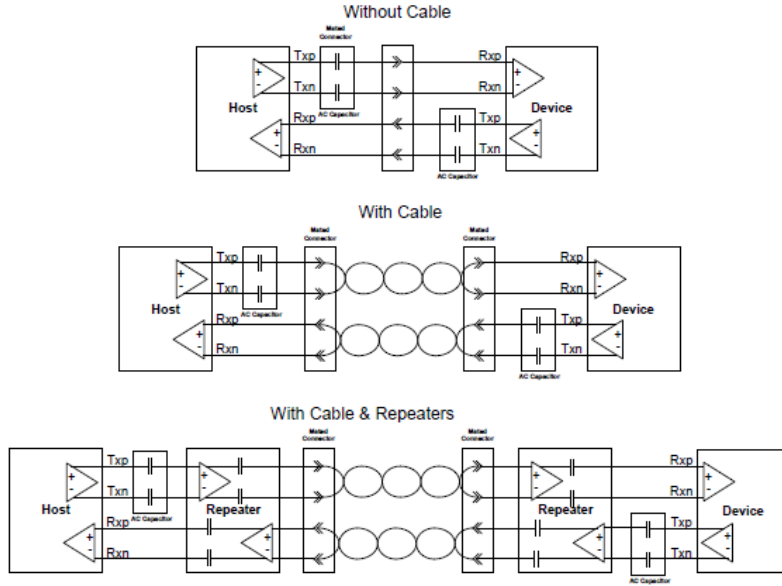 Without Cable
Mated
Connector
Txp
Rxp
Txn
Rxn
Host
Device
Rxp
AC Capacitor
Txp
Rxn
Txn
AC Capacitor
With Cable
Mated
Connector
Mated
Connector
Txp
Rxp
Txn
Rxn
Host
Device
Rxp
AC Capacitor
Txp
Rxn
Txn
AC Capacitor
With Cable & Repeaters
Mated
Connector
Mated
Connector
Txp
Rxp
Host
Txn
Repeater
Repeater
Rxn
Device
Rxp
AC Capacitor
Txp
Rxn
Txn
AC Capacitor